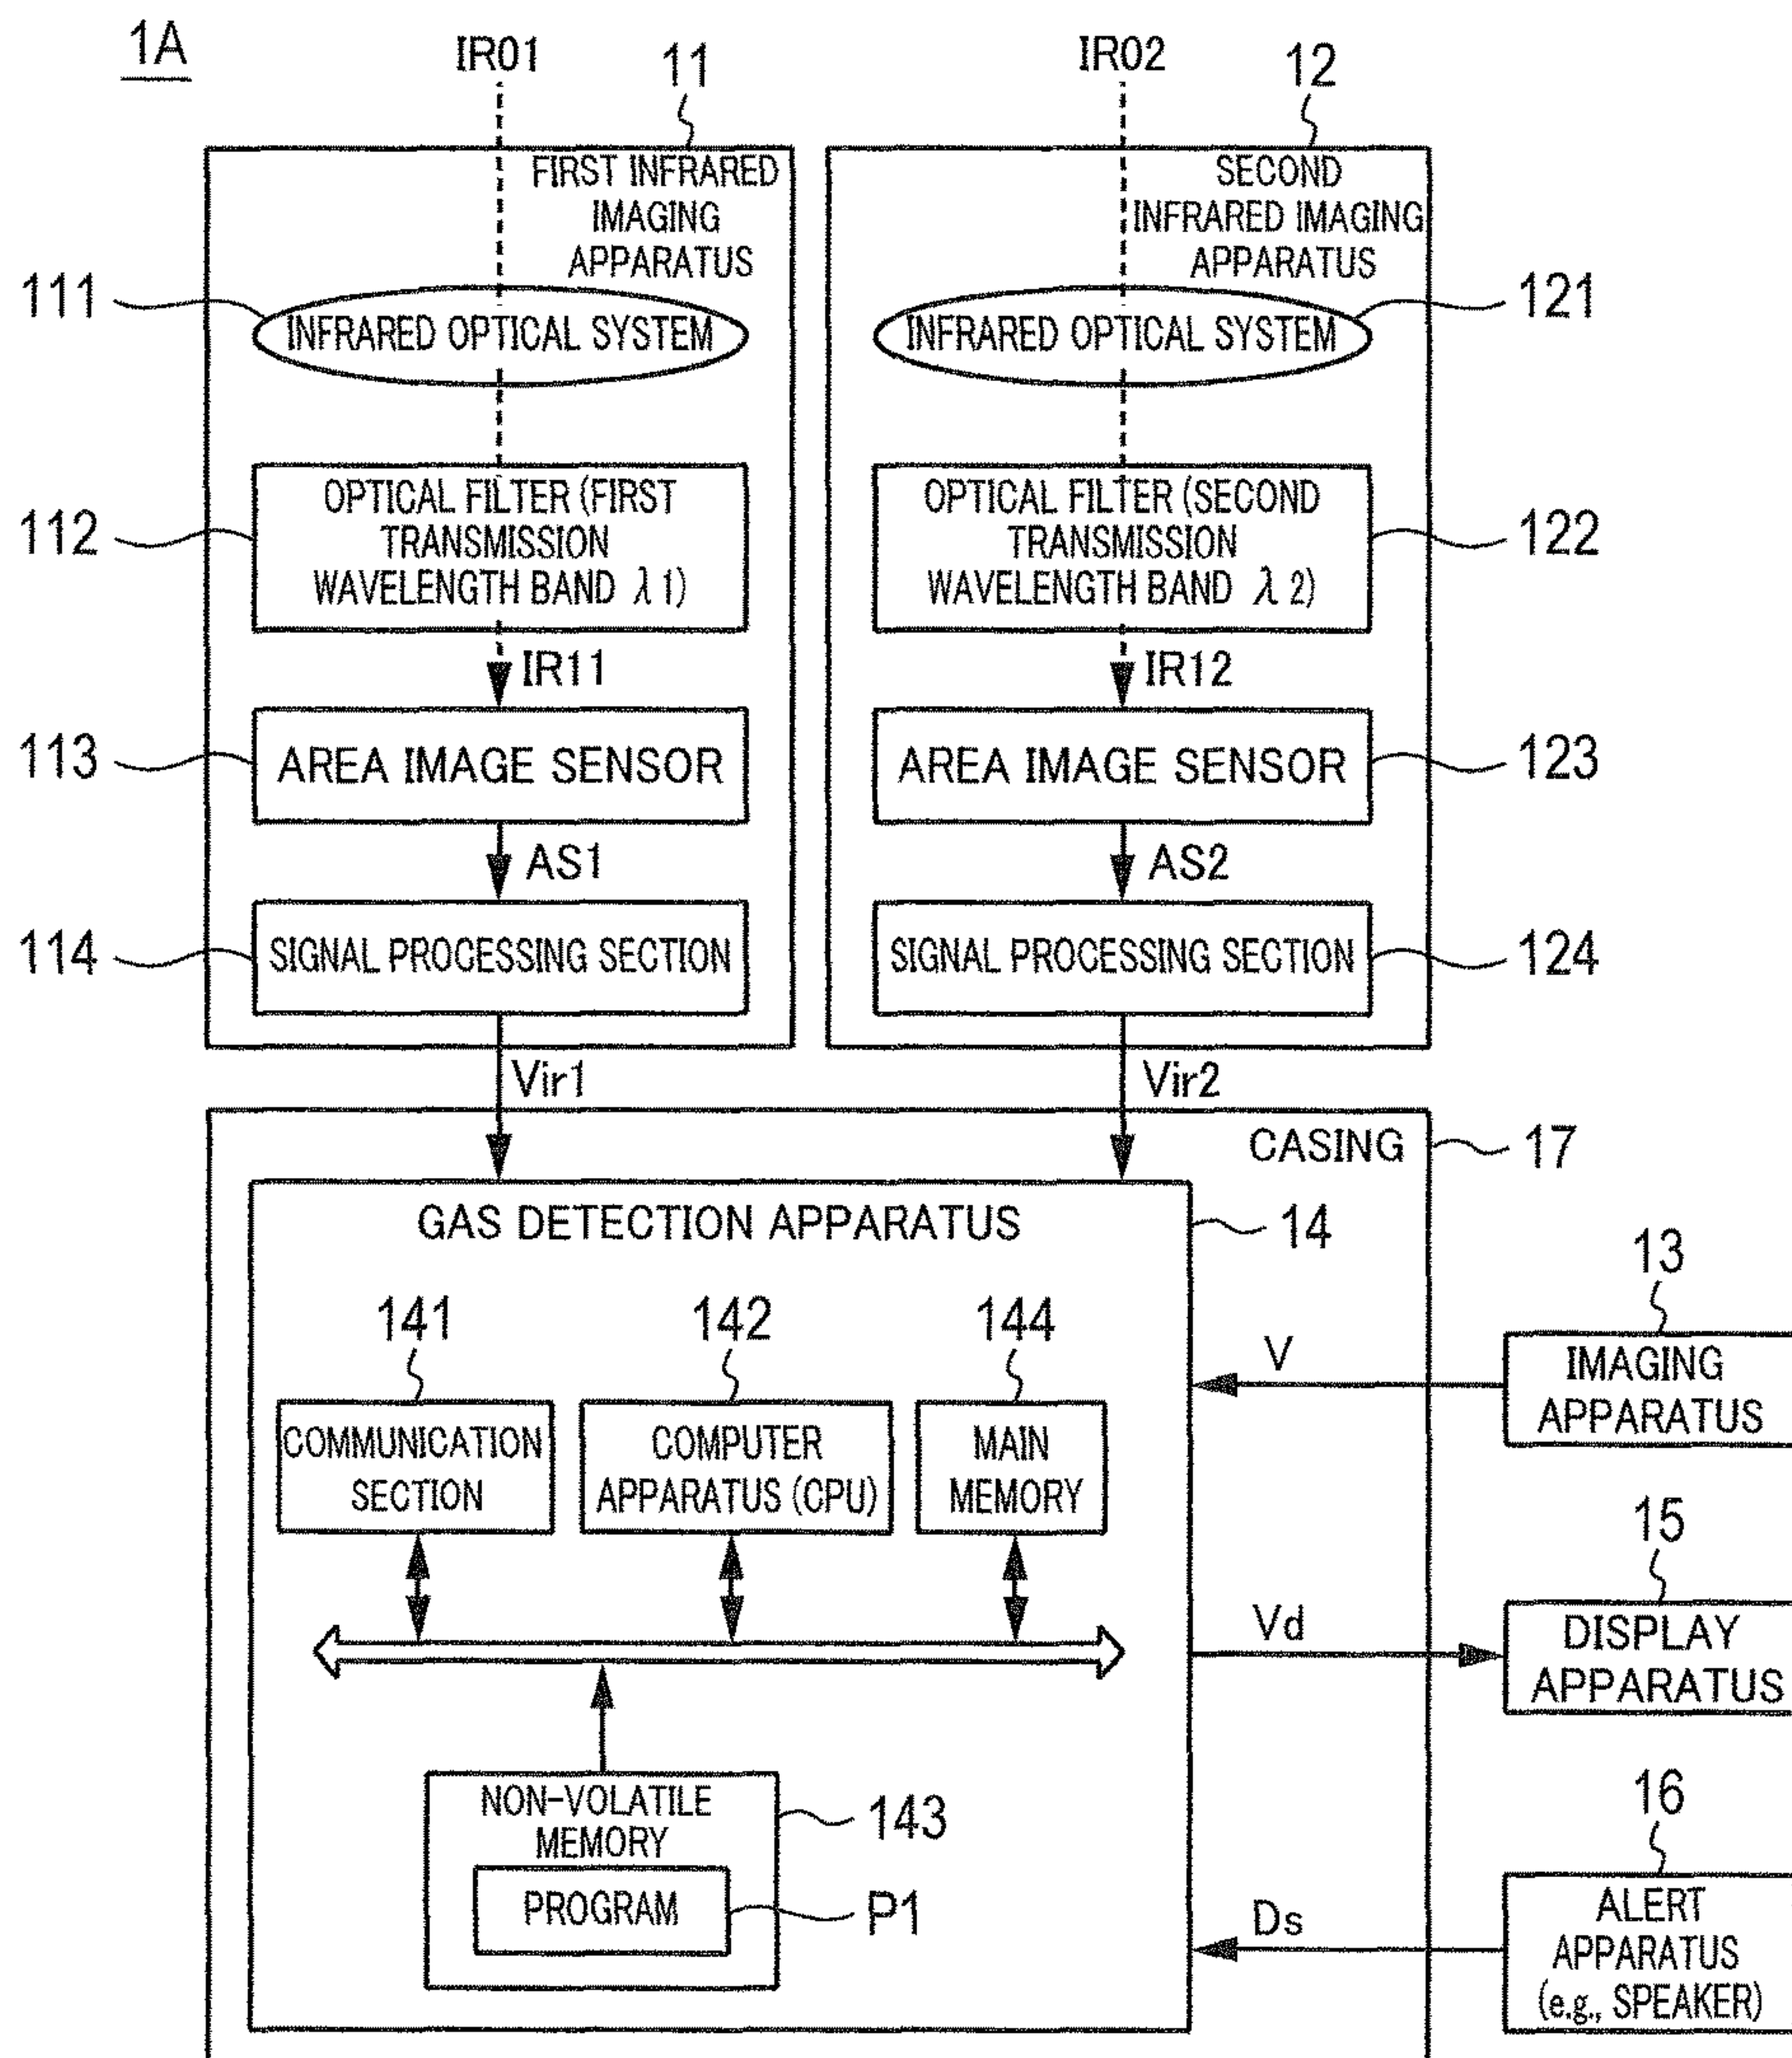 1A
IR01
11
IR02
12
FIRST INFRARED
IMAGING
APPARATUS
SECOND
INFRARED IMAGING
APPARATUS
111
INFRARED OPTICAL SYSTEM
INFRARED OPTICAL SYSTEM
121
112
OPTICAL FILTER (FIRST
TRANSMISSION
WAVELENGTH BAND λ1)
OPTICAL FILTER (SECOND
TRANSMISSION
WAVELENGTH BAND λ2)
122
IR11
IR12
113
AREA IMAGE SENSOR
AREA IMAGE SENSOR
123
AS1
AS2
114
SIGNAL PROCESSING SECTION
SIGNAL PROCESSING SECTION
124
Vir1
Vir2
CASING
17
GAS DETECTION APPARATUS
14
141
142
144
13
COMMUNICATION
SECTION
COMPUTER
APPARATUS (CPU)
MAIN
MEMORY
V
IMAGING
APPARATUS
15
Vd
DISPLAY
APPARATUS
NON-VOLATILE
MEMORY
143
PROGRAM
P1
16
Ds
ALERT
APPARATUS
(e.g., SPEAKER)